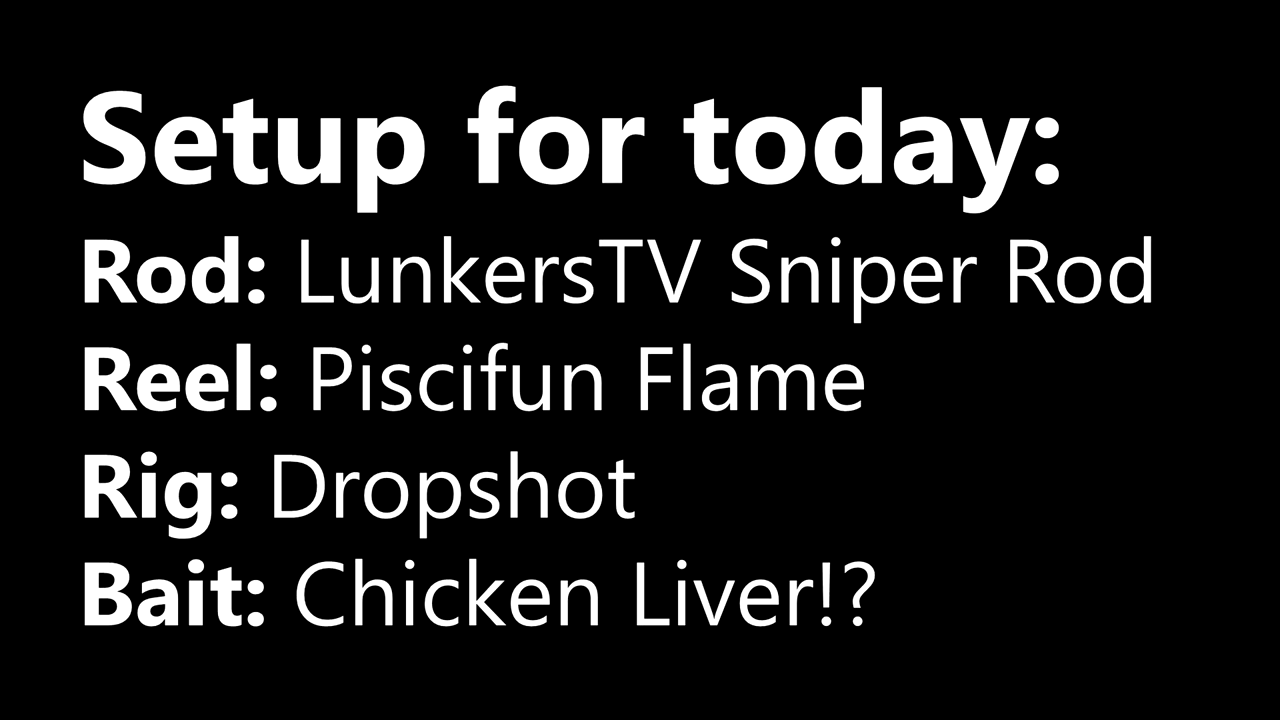 Setup for today:
Rod: LunkersTV Sniper Rod
Reel: Piscifun Flame
Rig: Dropshot
Bait: Chicken Liver!?